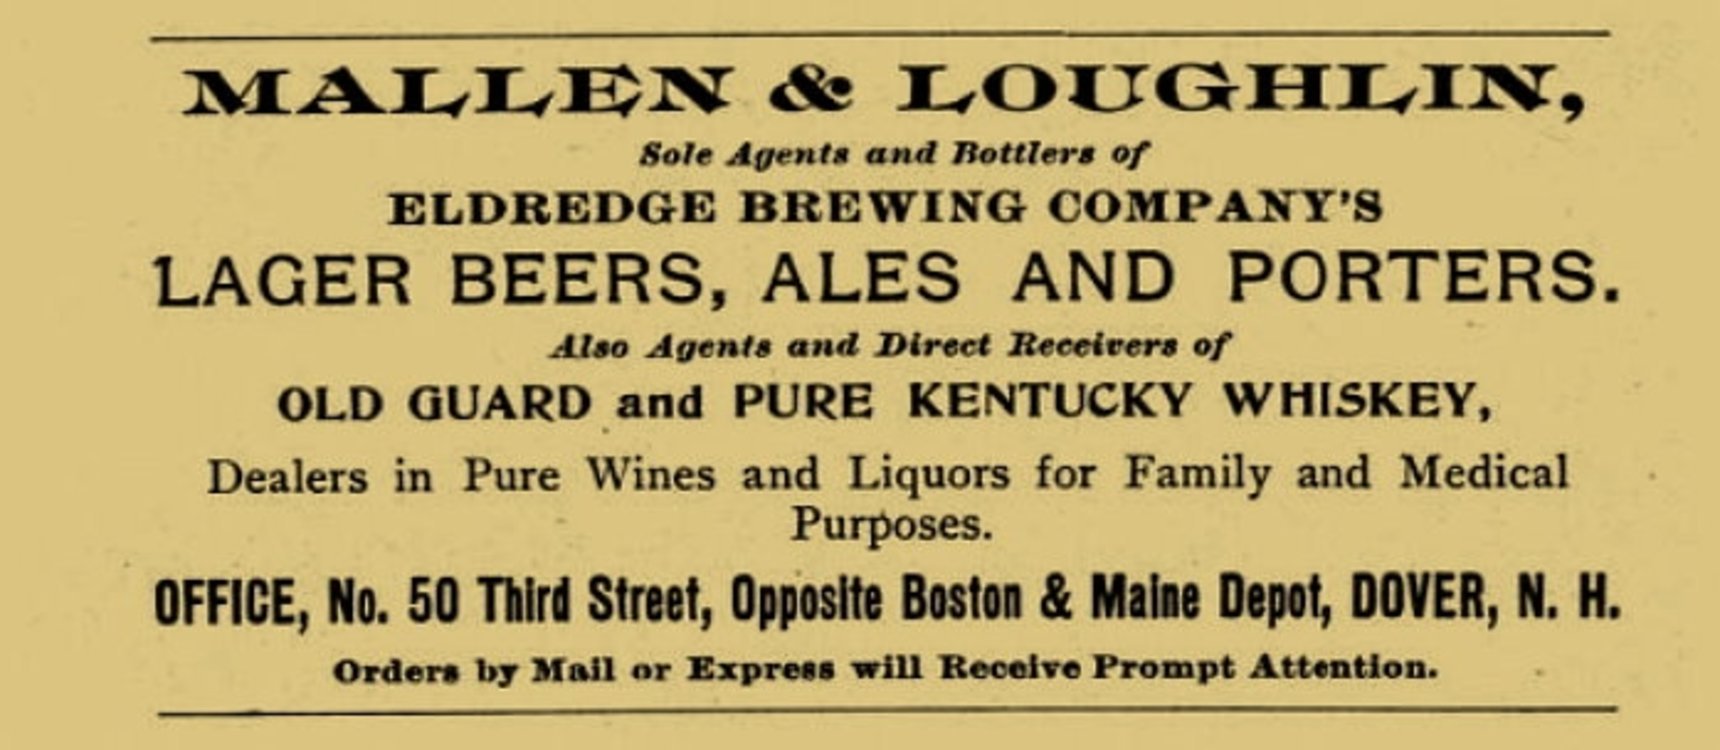 MALLEN & LOUGHLIN,
Sole Agents and Bottlers of
ELDREDGE BREWING COMPANY'S
LAGER BEERS, ALES AND PORTERS.
Also Agents and Direct Receivers of
OLD GUARD and PURE KENTUCKY WHISKEY,
Dealers in Pure Wines and Liquors for Family and Medical
Purposes.
OFFICE, No. 50 Third Street, Opposite Boston & Maine Depot, DOVER, N. H.
Orders by Mail or Express will Receive Prompt Attention.